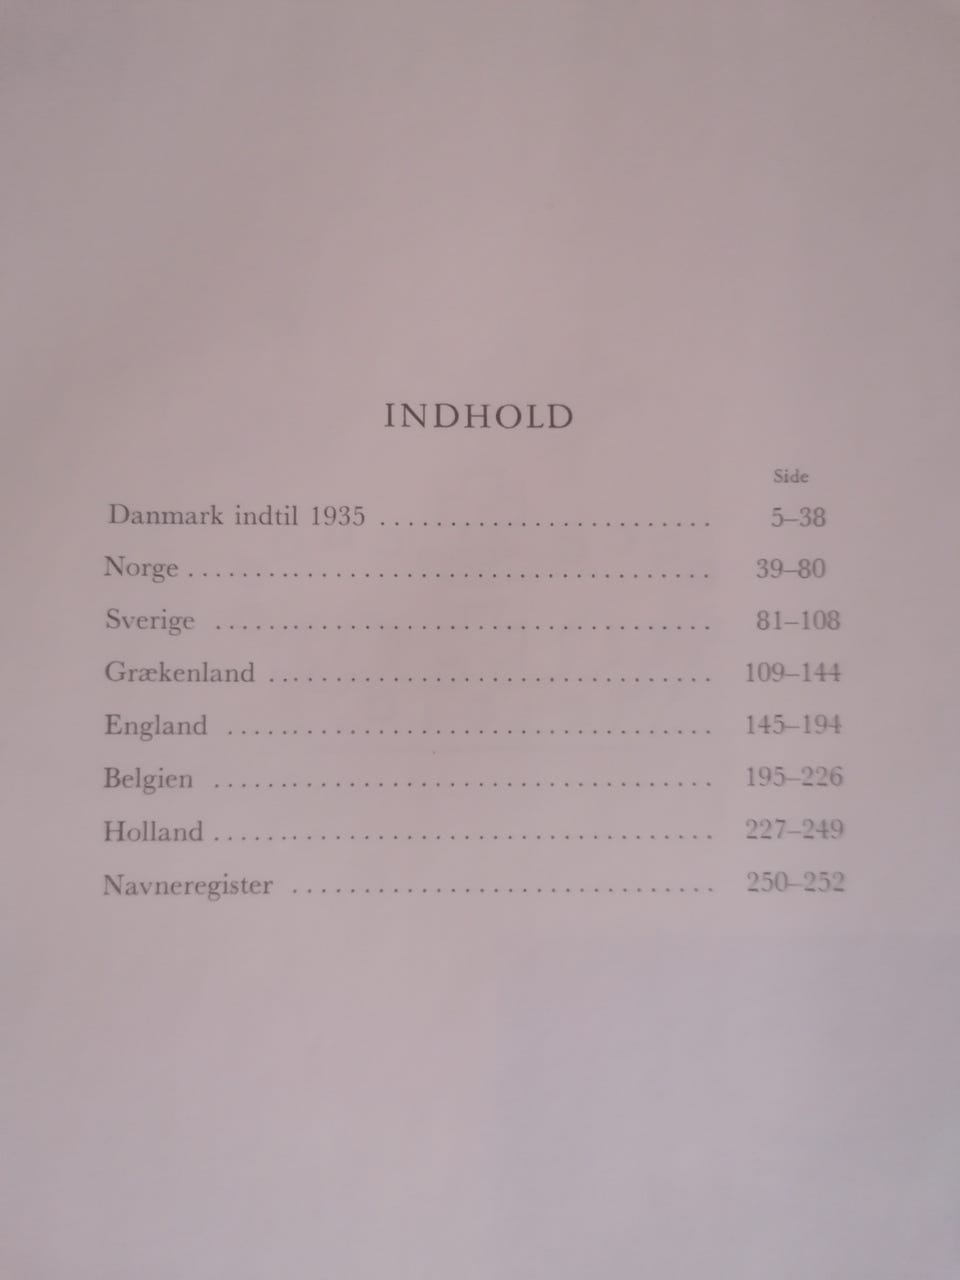 INDHOLD
Side
Danmark indtil 1935 ........................ 5–38
Norge ...................................... 39–80
Sverige .................................... 81–108
Grækenland ................................. 109–144
England .................................... 145–194
Belgien .................................... 195–226
Holland .................................... 227–249
Navneregister .............................. 250–252